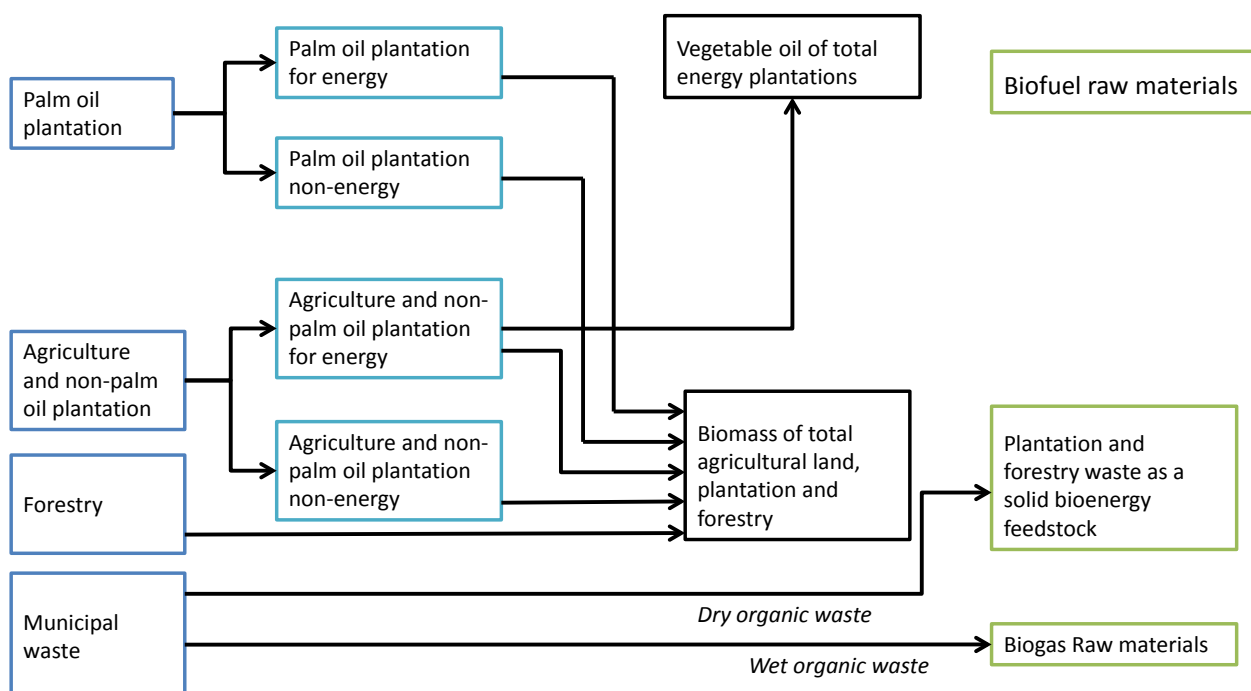 Palm oil
plantation
Palm oil plantation
for energy
Palm oil plantation
non-energy
Vegetable oil of total
energy plantations
Biofuel raw materials
Agriculture
and non-palm
oil plantation
Agriculture and non-
palm oil plantation
for energy
Agriculture and non-
palm oil plantation
non-energy
Forestry
Biomass of total
agricultural land,
plantation and
forestry
Plantation and
forestry waste as a
solid bioenergy
feedstock
Municipal
waste
Dry organic waste
Wet organic waste
Biogas Raw materials